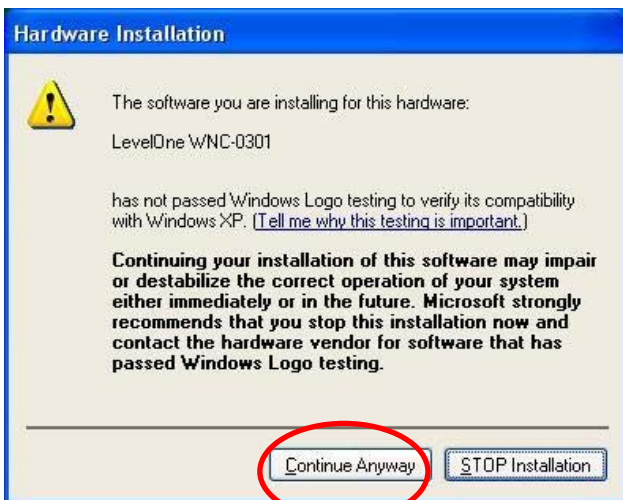 Hardware Installation
The software you are installing for this hardware:
LevelOne WNC-0301
has not passed Windows Logo testing to verify its compatibility
with Windows XP. (Tell me why this testing is important.)
Continuing your installation of this software may impair
or destabilize the correct operation of your system
either immediately or in the future. Microsoft strongly
recommends that you stop this installation now and
contact the hardware vendor for software that has
passed Windows Logo testing.
Continue Anyway
STOP Installation